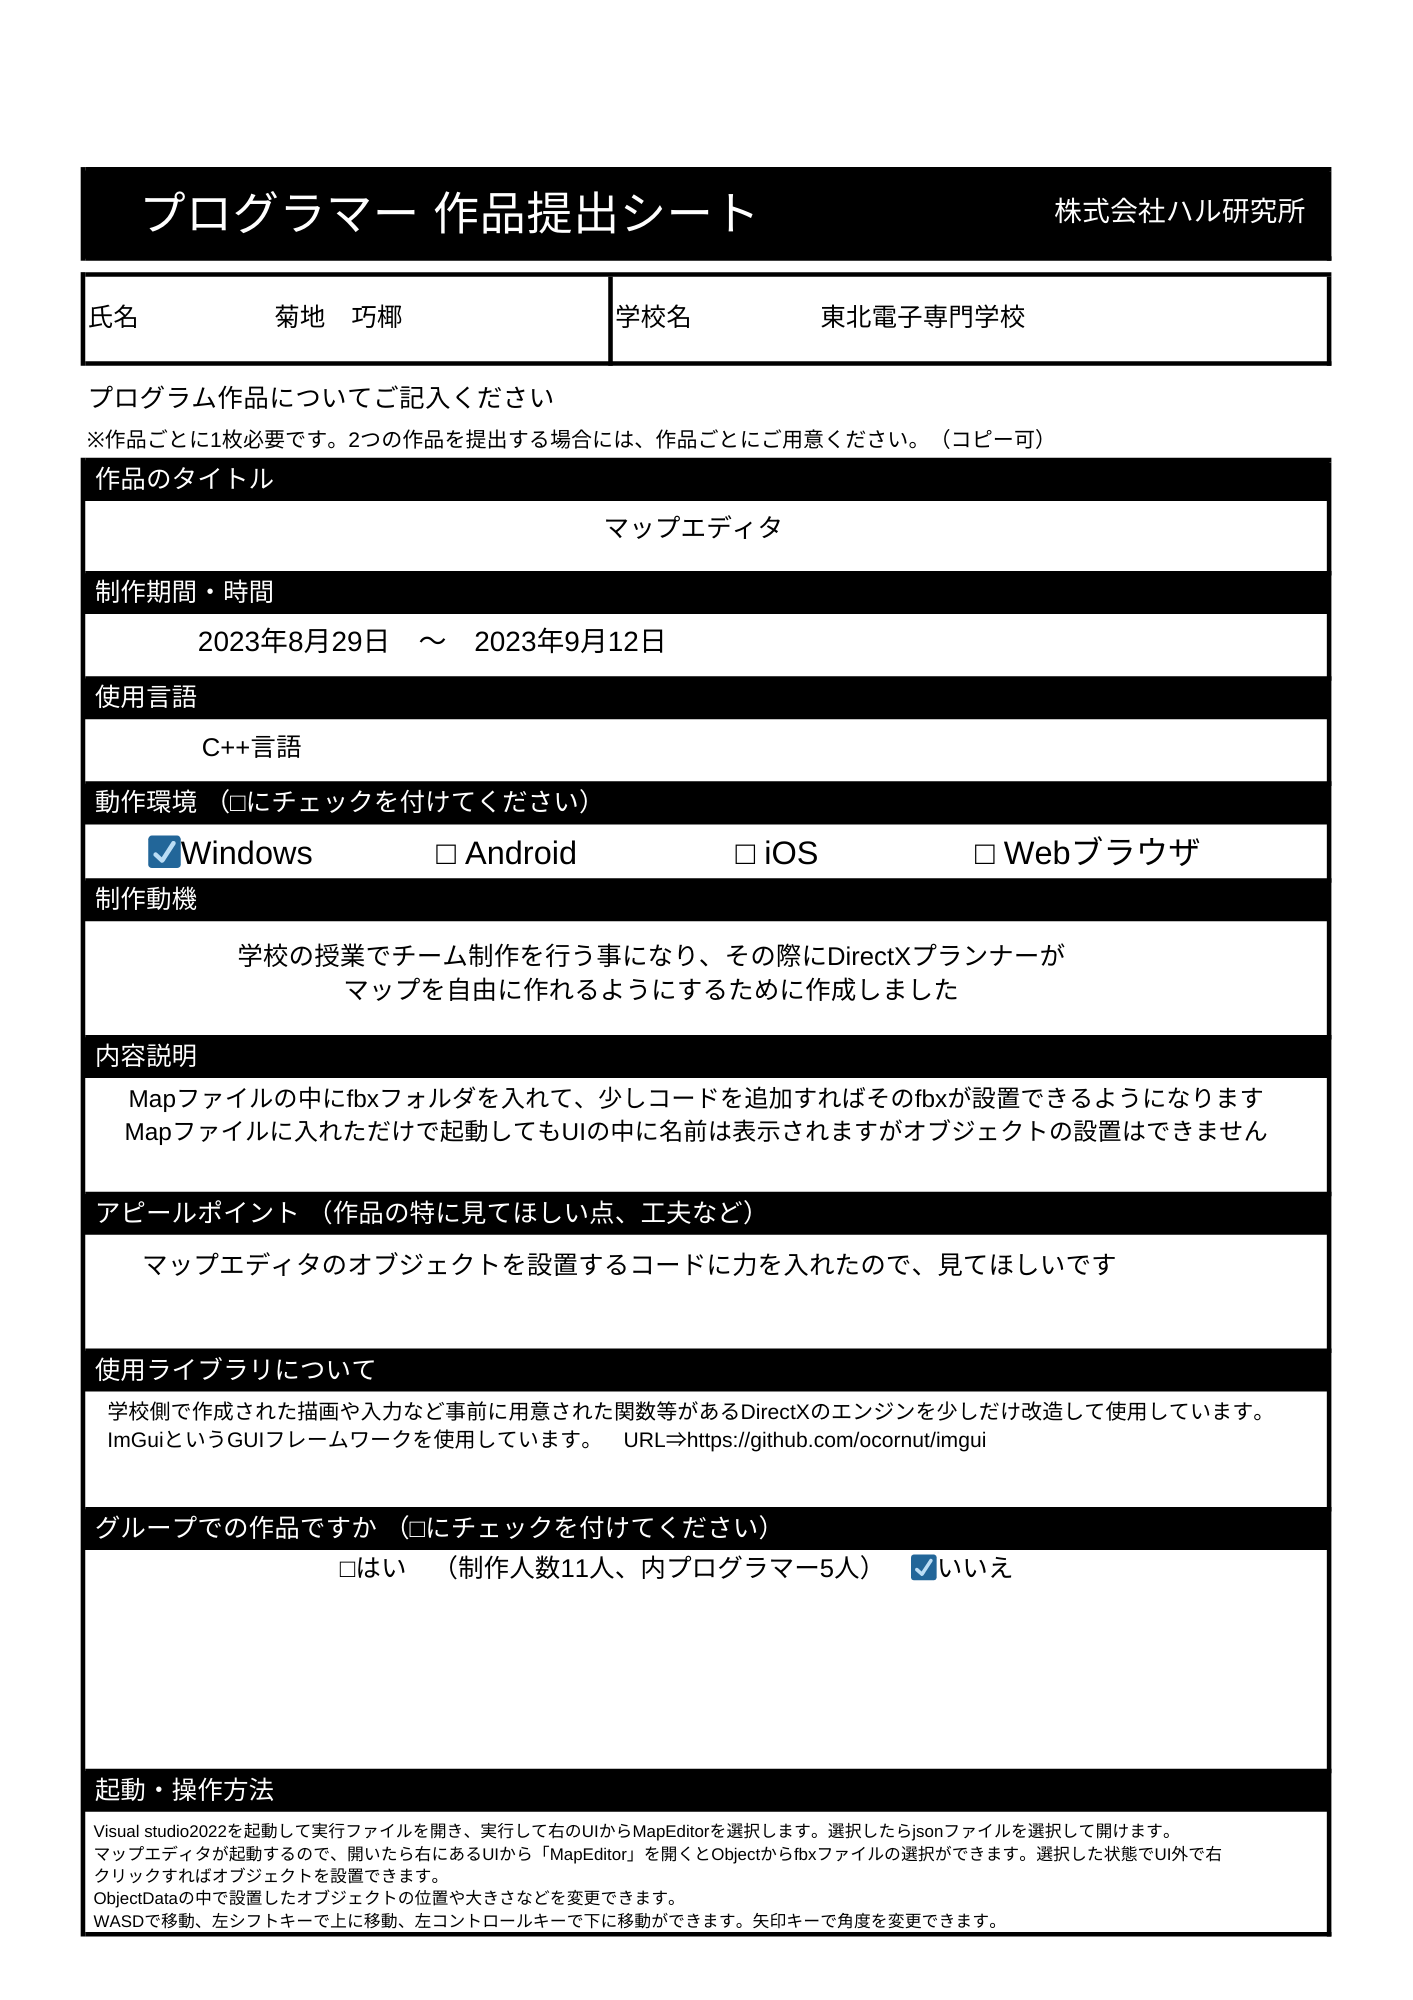 プログラマー 作品提出シート 株式会社ハル研究所
氏名 菊地 巧椰 学校名 東北電子専門学校
プログラム作品についてご記入ください
※作品ごとに1枚必要です。2つの作品を提出する場合には、作品ごとにご用意ください。（コピー可）
作品のタイトル
マップエディタ
制作期間・時間
2023年8月29日 ～ 2023年9月12日
使用言語
C++言語
動作環境 （□にチェックを付けてください）
☑Windows □ Android □ iOS □ Webブラウザ
制作動機
学校の授業でチーム制作を行う事になり、その際にDirectXプランナーが
マップを自由に作れるようにするために作成しました
内容説明
Mapファイルの中にfbxフォルダを入れて、少しコードを追加すればそのfbxが設置できるようになります
Mapファイルに入れただけで起動してもUIの中に名前は表示されますがオブジェクトの設置はできません
アピールポイント （作品の特に見てほしい点、工夫など）
マップエディタのオブジェクトを設置するコードに力を入れたので、見てほしいです
使用ライブラリについて
学校側で作成された描画や入力など事前に用意された関数等があるDirectXのエンジンを少しだけ改造して使用しています。
ImGuiというGUIフレームワークを使用しています。 URL⇒https://github.com/ocornut/imgui
グループでの作品ですか （□にチェックを付けてください）
□はい （制作人数11人、内プログラマー5人） ☑いいえ
起動・操作方法
Visual studio2022を起動して実行ファイルを開き、実行して右のUIからMapEditorを選択します。選択したらjsonファイルを選択して開けます。
マップエディタが起動するので、開いたら右にあるUIから「MapEditor」を開くとObjectからfbxファイルの選択ができます。選択した状態でUI外で右
クリックすればオブジェクトを設置できます。
ObjectDataの中で設置したオブジェクトの位置や大きさなどを変更できます。
WASDで移動、左シフトキーで上に移動、左コントロールキーで下に移動ができます。矢印キーで角度を変更できます。